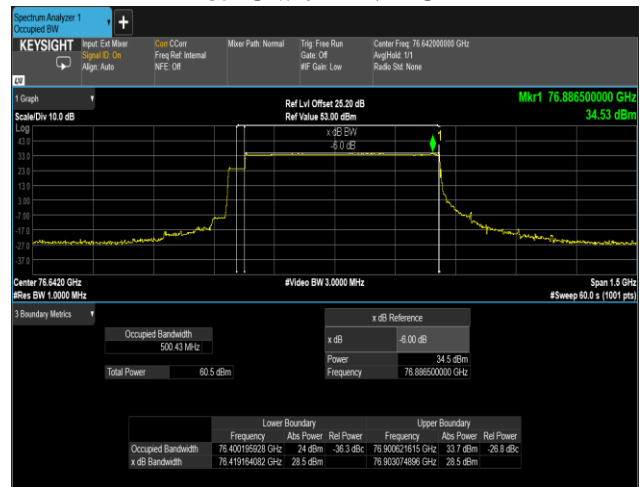 Spectrum Analyzer 1
Occupied BW
+
KEYSIGHT
Input: Ext Mixer
Signal ID: On
Align: Auto
Corr CCorr
Freq Ref: Internal
NFE: Off
Mixer Path: Normal
Trig: Free Run
Gate: Off
#IF Gain: Low
Center Freq: 76.642000000 GHz
Avg|Hold: 1/1
Radio Std: None
LXI
1 Graph
Scale/Div 10.0 dB
Ref Lvl Offset 25.20 dB
Ref Value 53.00 dBm
Mkr1 76.886500000 GHz
34.53 dBm
Log
43.0
33.0
23.0
13.0
3.00
-7.00
-17.0
-27.0
-37.0
x dB BW
-6.0 dB
1
Center 76.6420 GHz
#Res BW 1.0000 MHz
#Video BW 3.0000 MHz
Span 1.5 GHz
#Sweep 60.0 s (1001 pts)
3 Boundary Metrics
Occupied Bandwidth
500.43 MHz
Total Power 60.5 dBm
x dB Reference
x dB -6.00 dB
Power 34.5 dBm
Frequency 76.886500000 GHz
Lower Boundary Upper Boundary
Frequency Abs Power Rel Power Frequency Abs Power Rel Power
Occupied Bandwidth 76.400195928 GHz 24 dBm -36.3 dBc 76.900621615 GHz 33.7 dBm -26.8 dBc
x dB Bandwidth 76.419164082 GHz 28.5 dBm 76.903074896 GHz 28.5 dBm